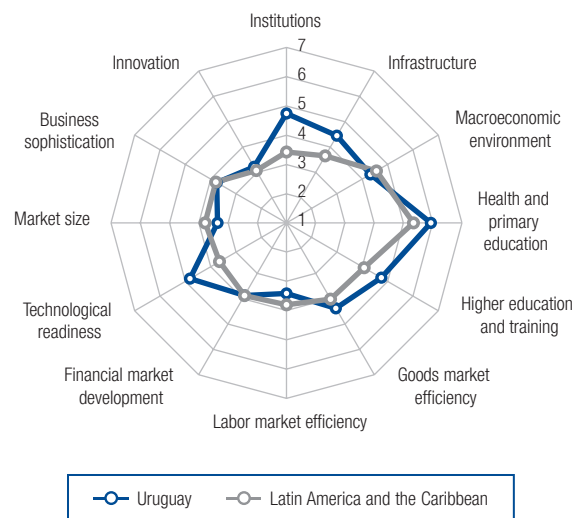 Institutions
7
6
5
4
3
2
1
Infrastructure
Macroeconomic
environment
Health and
primary
education
Higher education
and training
Goods market
efficiency
Labor market efficiency
Financial market
development
Technological
readiness
Market size
Business
sophistication
Innovation
Uruguay
Latin America and the Caribbean